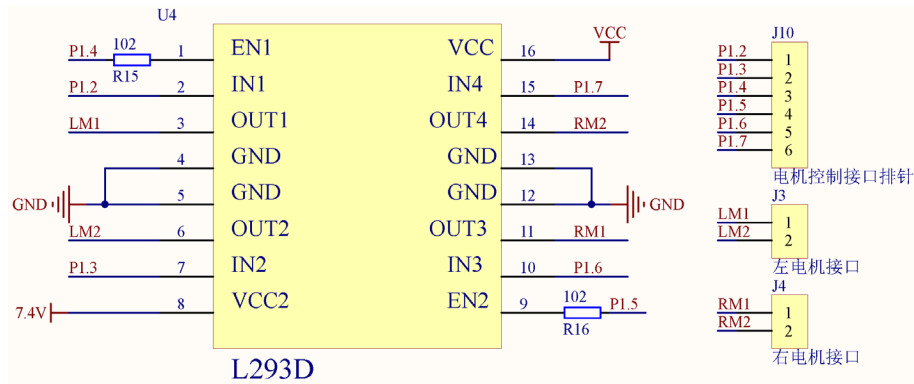 U4
P1.4 102 R15 1 EN1
P1.2 2 IN1
LM1 3 OUT1
4 GND
GND 5 GND
LM2 6 OUT2
P1.3 7 IN2
7.4V 8 VCC2
VCC 16 VCC
IN4 15 P1.7
OUT4 14 RM2
GND 13
GND 12 GND
OUT3 11 RM1
IN3 10 P1.6
EN2 9 102 R16 P1.5
L293D
J10
P1.2 1
P1.3 2
P1.4 3
P1.5 4
P1.6 5
P1.7 6
电机控制接口排针
J3
LM1 1
LM2 2
左电机接口
J4
RM1 1
RM2 2
右电机接口